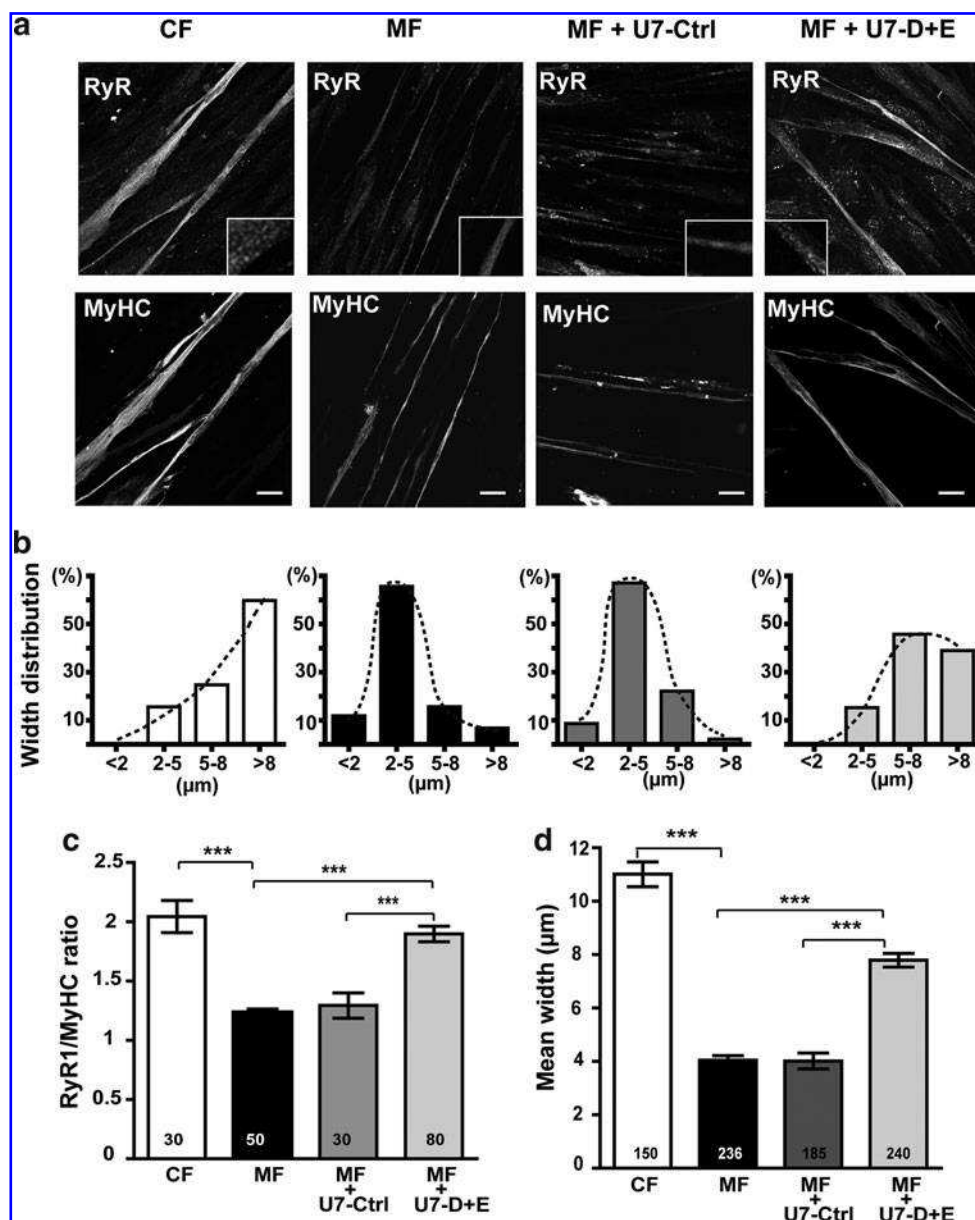 a
CF MF MF + U7-Ctrl MF + U7-D+E
RyR RyR RyR RyR
MyHC MyHC MyHC MyHC
b
Width distribution
(%) (%) (%) (%)
50 50 50 50
30 30 30 30
10 10 10 10
<2 2-5 5-8 >8 <2 2-5 5-8 >8 <2 2-5 5-8 >8 <2 2-5 5-8 >8
(µm) (µm) (µm) (µm)
c
RyR1/MyHC ratio
2.5
2
1.5
1
0.5
0
*** *** ***
30 50 30 80
CF MF MF + U7-Ctrl MF + U7-D+E
d
Mean width (µm)
12
10
8
6
4
2
0
*** *** ***
150 236 185 240
CF MF MF + U7-Ctrl MF + U7-D+E